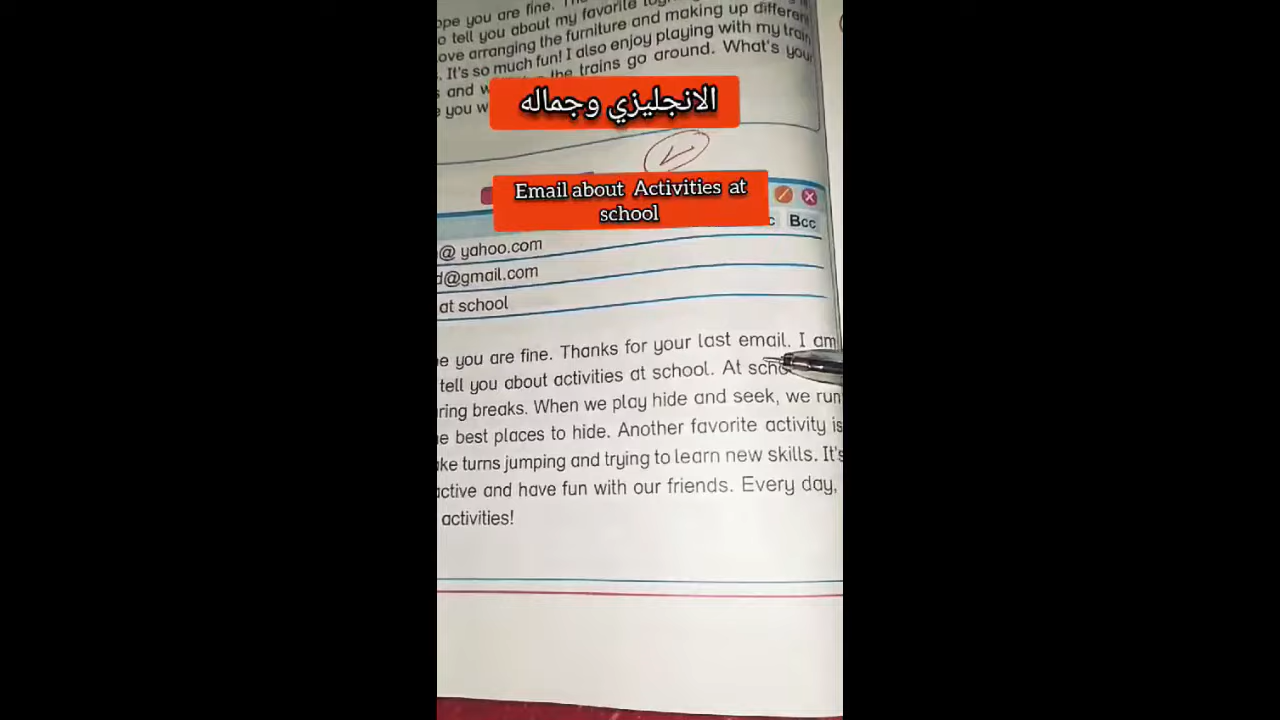 ope you are fine.
o tell you about my favorite
ove arranging the furniture and making up different
. It's so much fun! I also enjoy playing with my train
s and the trains go around. What's your
e you
الانجليزي وجماله
Email about Activities at
school
c Bcc
@ yahoo.com
d@gmail.com
at school
e you are fine. Thanks for your last email. I am
tell you about activities at school. At scho
ring breaks. When we play hide and seek, we run
e best places to hide. Another favorite activity is
ke turns jumping and trying to learn new skills. It's
active and have fun with our friends. Every day,
activities!